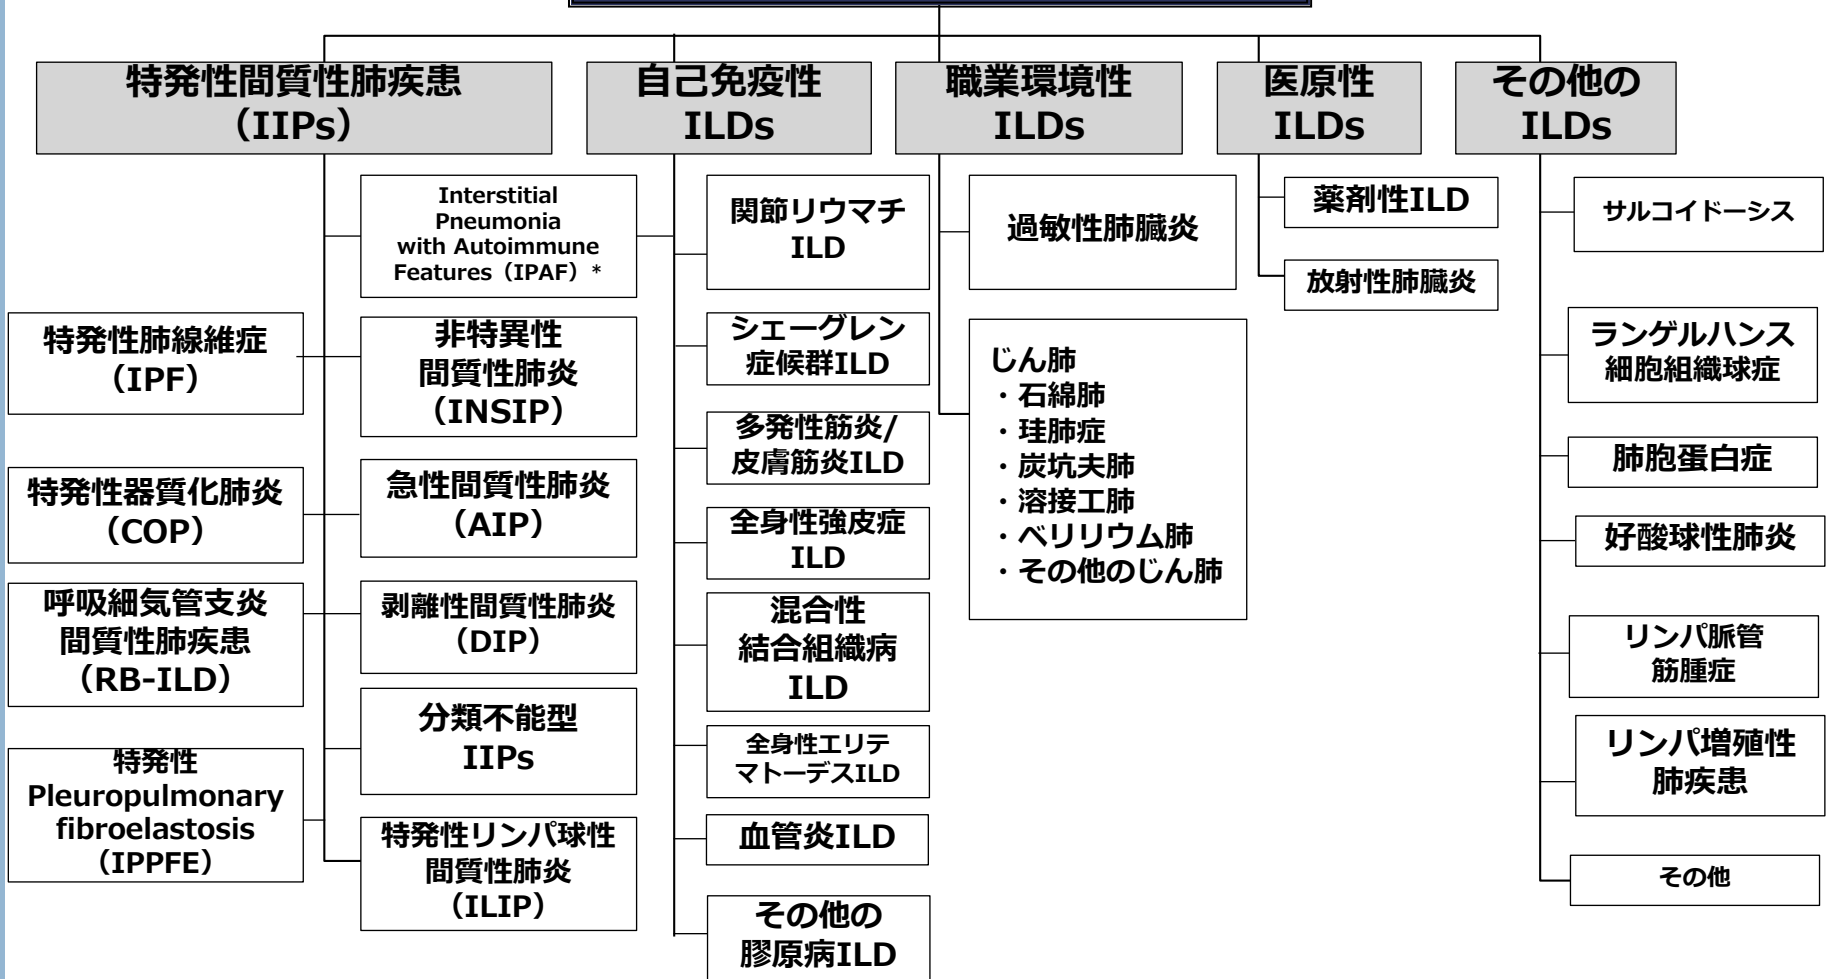 特発性間質性肺疾患
（IIPs）
自己免疫性
ILDs
職業環境性
ILDs
医原性
ILDs
その他の
ILDs
特発性肺線維症
（IPF）
特発性器質化肺炎
（COP）
呼吸細気管支炎
間質性肺疾患
（RB-ILD）
特発性
Pleuropulmonary
fibroelastosis
（IPPFE）
Interstitial
Pneumonia
with Autoimmune
Features（IPAF）*
非特異性
間質性肺炎
（INSIP）
急性間質性肺炎
（AIP）
剥離性間質性肺炎
（DIP）
分類不能型
IIPs
特発性リンパ球性
間質性肺炎
（ILIP）
関節リウマチ
ILD
シェーグレン
症候群ILD
多発性筋炎/
皮膚筋炎ILD
全身性強皮症
ILD
混合性
結合組織病
ILD
全身性エリテ
マトーデスILD
血管炎ILD
その他の
膠原病ILD
過敏性肺臓炎
じん肺
・石綿肺
・珪肺症
・炭坑夫肺
・溶接工肺
・ベリリウム肺
・その他のじん肺
薬剤性ILD
放射性肺臓炎
サルコイドーシス
ランゲルハンス
細胞組織球症
肺胞蛋白症
好酸球性肺炎
リンパ脈管
筋腫症
リンパ増殖性
肺疾患
その他